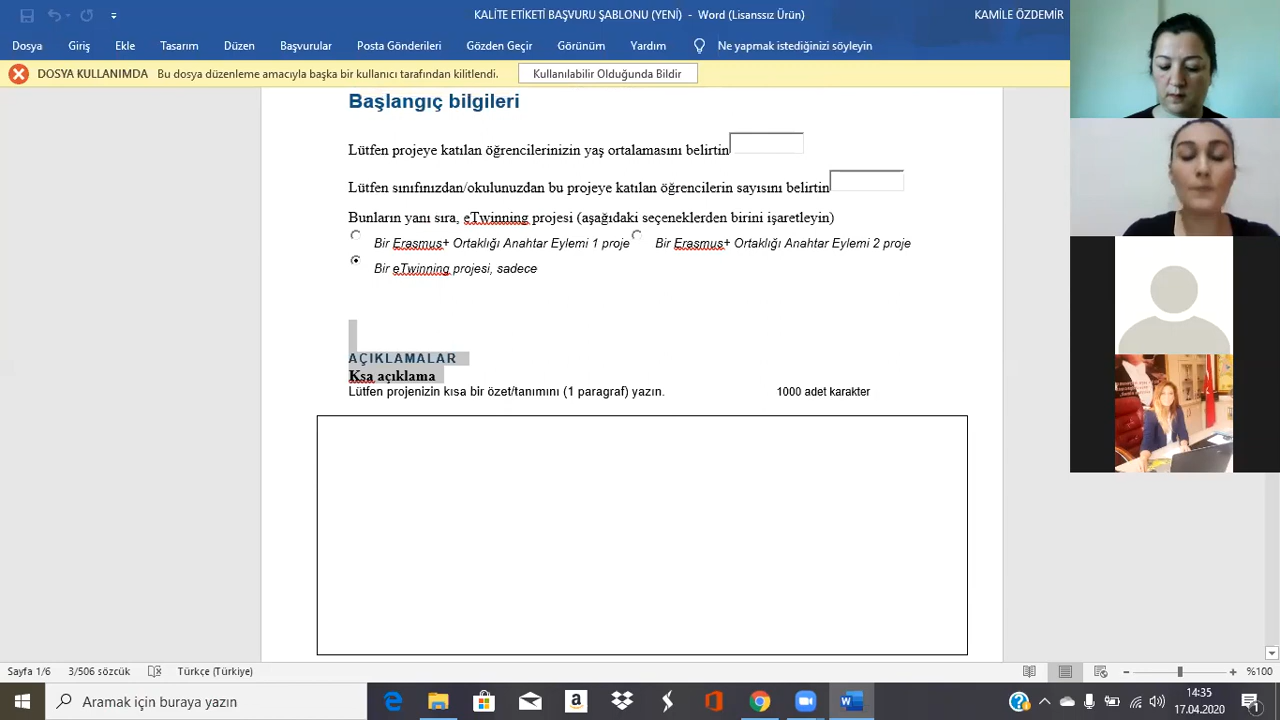 KALİTE ETİKETİ BAŞVURU ŞABLONU (YENİ) - Word (Lisanssız Ürün)
KAMİLE ÖZDEMİR
Dosya Giriş Ekle Tasarım Düzen Başvurular Posta Gönderileri Gözden Geçir Görünüm Yardım Ne yapmak istediğinizi söyleyin
DOSYA KULLANIMDA Bu dosya düzenleme amacıyla başka bir kullanıcı tarafından kilitlendi. Kullanılabilir Olduğunda Bildir
Başlangıç bilgileri
Lütfen projeye katılan öğrencilerinizin yaş ortalamasını belirtin
Lütfen sınıfınızdan/okulunuzdan bu projeye katılan öğrencilerin sayısını belirtin
Bunların yanı sıra, eTwinning projesi (aşağıdaki seçeneklerden birini işaretleyin)
Bir Erasmus+ Ortaklığı Anahtar Eylemi 1 proje Bir Erasmus+ Ortaklığı Anahtar Eylemi 2 proje
Bir eTwinning projesi, sadece
AÇIKLAMALAR
Ksa açıklama
Lütfen projenizin kısa bir özet/tanımını (1 paragraf) yazın. 1000 adet karakter
Sayfa 1/6 3/506 sözcük Türkçe (Türkiye) %100
Aramak için buraya yazın
14:35
17.04.2020